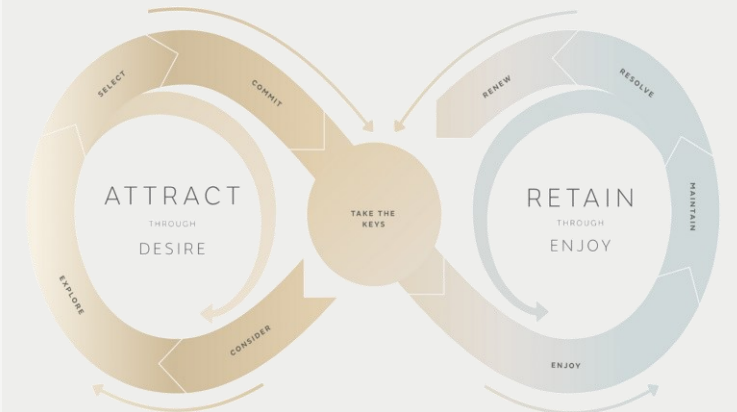 SELECT
COMMIT
RENEW
RESOLVE
ATTRACT
THROUGH
DESIRE
TAKE THE
KEYS
RETAIN
THROUGH
ENJOY
MAINTAIN
EXPLORE
CONSIDER
ENJOY